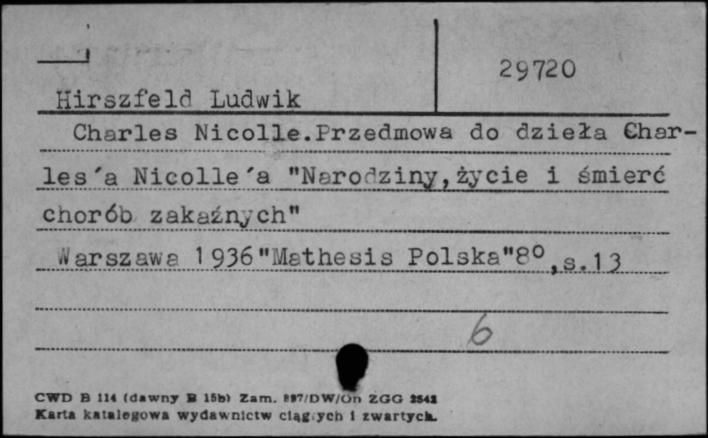 29720
Hirszfeld Ludwik
Charles Nicolle.Przedmowa do dzieła Char-
les'a Nicolle'a "Narodziny,życie i śmierć
chorób zakaźnych"
Warszawa 1936"Mathesis Polska"8°,s.13
6
CWD B 114 (dawny B 15b) Zam. 897/DW/On ZGG 2542
Karta katalogowa wydawnictw ciągłych i zwartych.